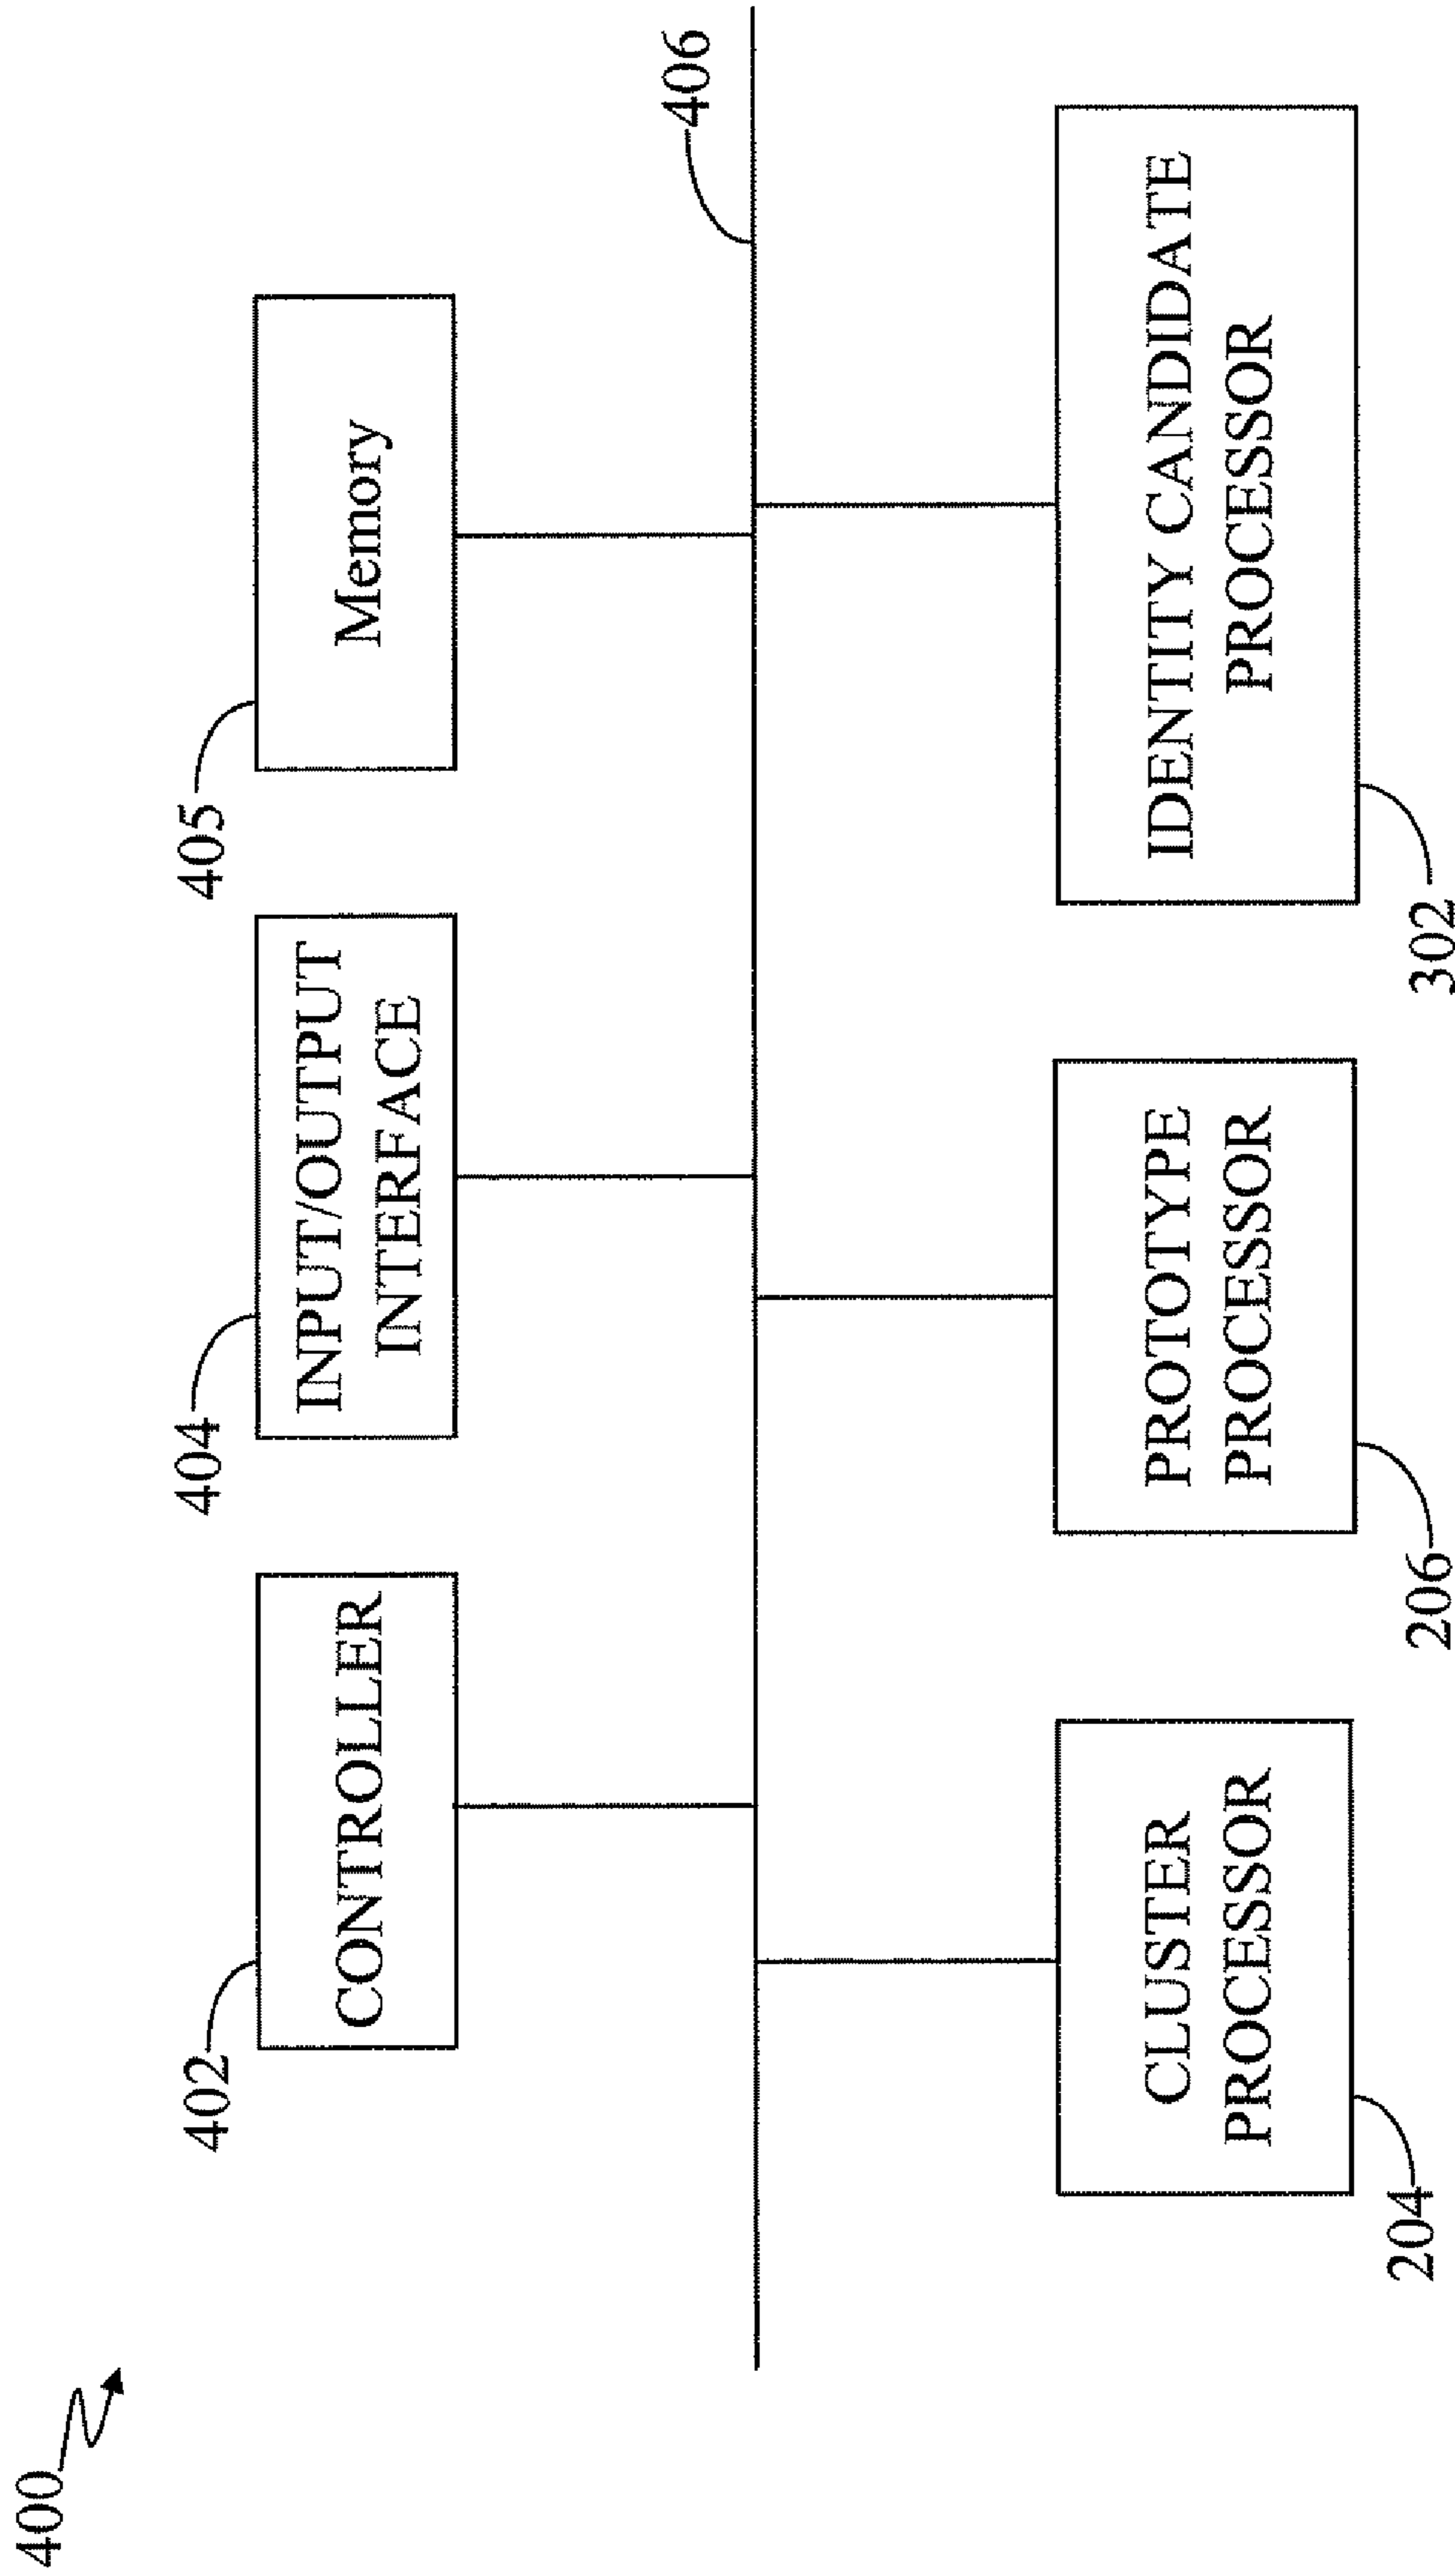 400
402
CONTROLLER
404
INPUT/OUTPUT
INTERFACE
405
Memory
406
CLUSTER
PROCESSOR
204
PROTOTYPE
PROCESSOR
206
IDENTITY CANDIDATE
PROCESSOR
302